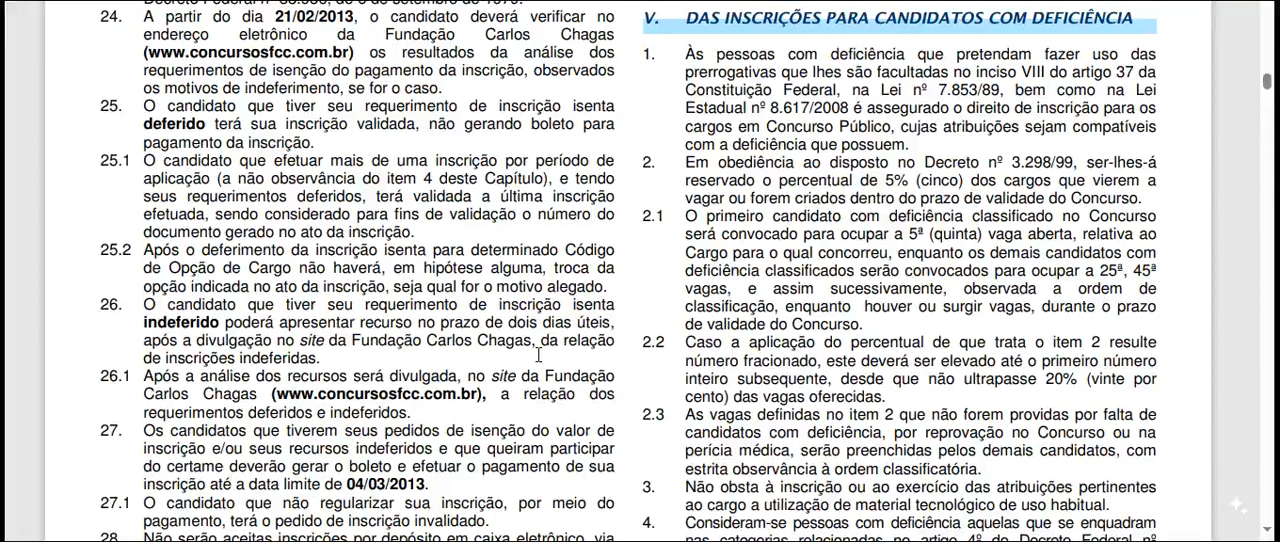 24. A partir do dia 21/02/2013, o candidato deverá verificar no
endereço eletrônico da Fundação Carlos Chagas
(www.concursosfcc.com.br) os resultados da análise dos
requerimentos de isenção do pagamento da inscrição, observados
os motivos de indeferimento, se for o caso.
25. O candidato que tiver seu requerimento de inscrição isenta
deferido terá sua inscrição validada, não gerando boleto para
pagamento da inscrição.
25.1 O candidato que efetuar mais de uma inscrição por período de
aplicação (a não observância do item 4 deste Capítulo), e tendo
seus requerimentos deferidos, terá validada a última inscrição
efetuada, sendo considerado para fins de validação o número do
documento gerado no ato da inscrição.
25.2 Após o deferimento da inscrição isenta para determinado Código
de Opção de Cargo não haverá, em hipótese alguma, troca da
opção indicada no ato da inscrição, seja qual for o motivo alegado.
26. O candidato que tiver seu requerimento de inscrição isenta
indeferido poderá apresentar recurso no prazo de dois dias úteis,
após a divulgação no site da Fundação Carlos Chagas, da relação
de inscrições indeferidas.
26.1 Após a análise dos recursos será divulgada, no site da Fundação
Carlos Chagas (www.concursosfcc.com.br), a relação dos
requerimentos deferidos e indeferidos.
27. Os candidatos que tiverem seus pedidos de isenção do valor de
inscrição e/ou seus recursos indeferidos e que queiram participar
do certame deverão gerar o boleto e efetuar o pagamento de sua
inscrição até a data limite de 04/03/2013.
27.1 O candidato que não regularizar sua inscrição, por meio do
pagamento, terá o pedido de inscrição invalidado.
28. Não serão aceitas inscrições por depósito em caixa eletrônico, via
V. DAS INSCRIÇÕES PARA CANDIDATOS COM DEFICIÊNCIA
1. Às pessoas com deficiência que pretendam fazer uso das
prerrogativas que lhes são facultadas no inciso VIII do artigo 37 da
Constituição Federal, na Lei nº 7.853/89, bem como na Lei
Estadual nº 8.617/2008 é assegurado o direito de inscrição para os
cargos em Concurso Público, cujas atribuições sejam compatíveis
com a deficiência que possuem.
2. Em obediência ao disposto no Decreto nº 3.298/99, ser-lhes-á
reservado o percentual de 5% (cinco) dos cargos que vierem a
vagar ou forem criados dentro do prazo de validade do Concurso.
2.1 O primeiro candidato com deficiência classificado no Concurso
será convocado para ocupar a 5ª (quinta) vaga aberta, relativa ao
Cargo para o qual concorreu, enquanto os demais candidatos com
deficiência classificados serão convocados para ocupar a 25ª, 45ª
vagas, e assim sucessivamente, observada a ordem de
classificação, enquanto houver ou surgir vagas, durante o prazo
de validade do Concurso.
2.2 Caso a aplicação do percentual de que trata o item 2 resulte
número fracionado, este deverá ser elevado até o primeiro número
inteiro subsequente, desde que não ultrapasse 20% (vinte por
cento) das vagas oferecidas.
2.3 As vagas definidas no item 2 que não forem providas por falta de
candidatos com deficiência, por reprovação no Concurso ou na
perícia médica, serão preenchidas pelos demais candidatos, com
estrita observância à ordem classificatória.
3. Não obsta à inscrição ou ao exercício das atribuições pertinentes
ao cargo a utilização de material tecnológico de uso habitual.
4. Consideram-se pessoas com deficiência aquelas que se enquadram
nas categorias relacionadas no artigo 4º do Decreto Federal nº